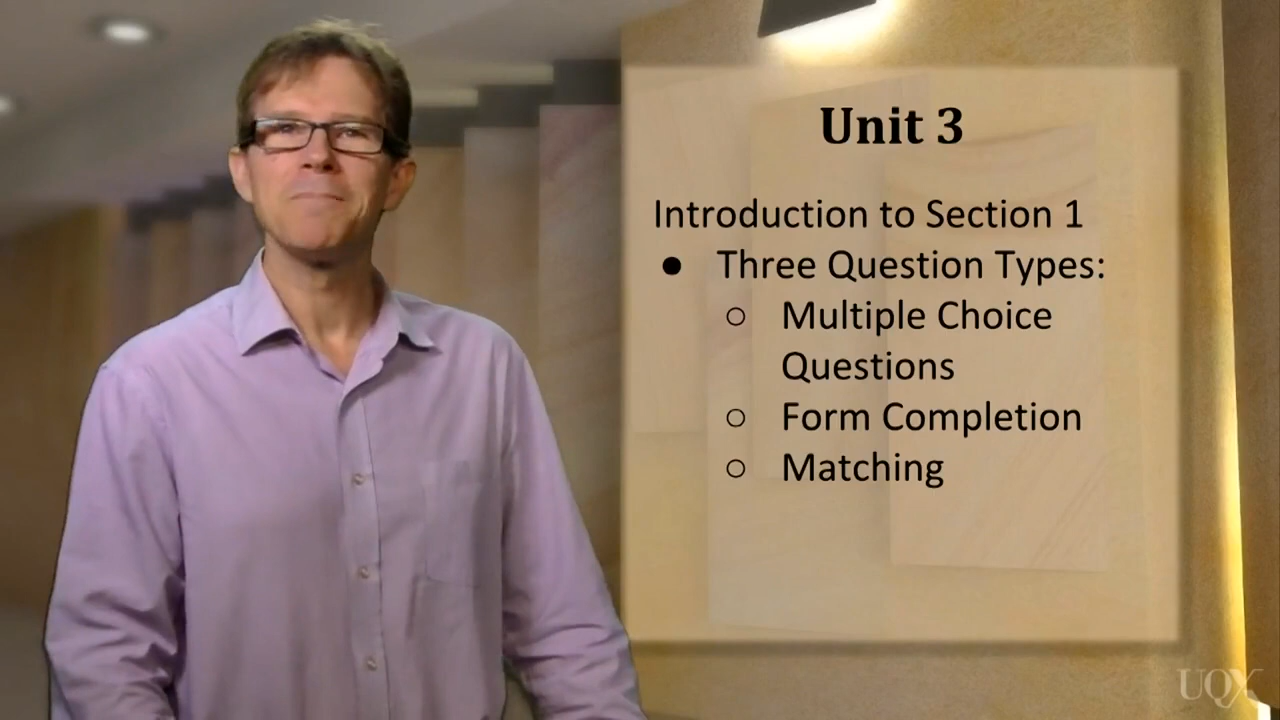 Unit 3
Introduction to Section 1
● Three Question Types:
○ Multiple Choice
Questions
○ Form Completion
○ Matching
UQX